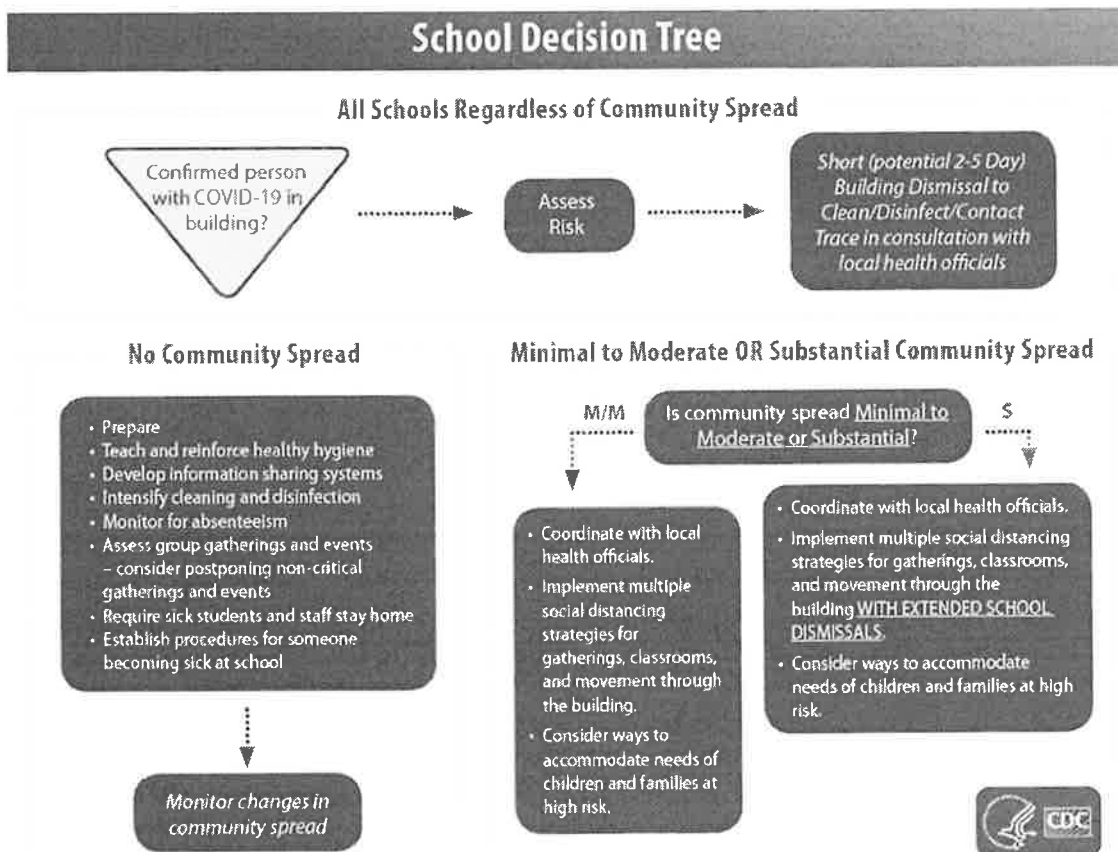 School Decision Tree
All Schools Regardless of Community Spread
Confirmed person
with COVID-19 in
building?
Assess
Risk
Short (potential 2-5 Day)
Building Dismissal to
Clean/Disinfect/Contact
Trace in consultation with
local health officials
No Community Spread
• Prepare
• Teach and reinforce healthy hygiene
• Develop information sharing systems
• Intensify cleaning and disinfection
• Monitor for absenteeism
• Assess group gatherings and events
– consider postponing non-critical
gatherings and events
• Require sick students and staff stay home
• Establish procedures for someone
becoming sick at school
Monitor changes in
community spread
Minimal to Moderate OR Substantial Community Spread
M/M
Is community spread Minimal to
Moderate or Substantial?
S
• Coordinate with local
health officials.
• Implement multiple
social distancing
strategies for
gatherings, classrooms,
and movement through
the building.
• Consider ways to
accommodate needs of
children and families at
high risk.
• Coordinate with local health officials.
• Implement multiple social distancing
strategies for gatherings, classrooms,
and movement through the
building WITH EXTENDED SCHOOL
DISMISSALS.
• Consider ways to accommodate
needs of children and families at high
risk.
CDC